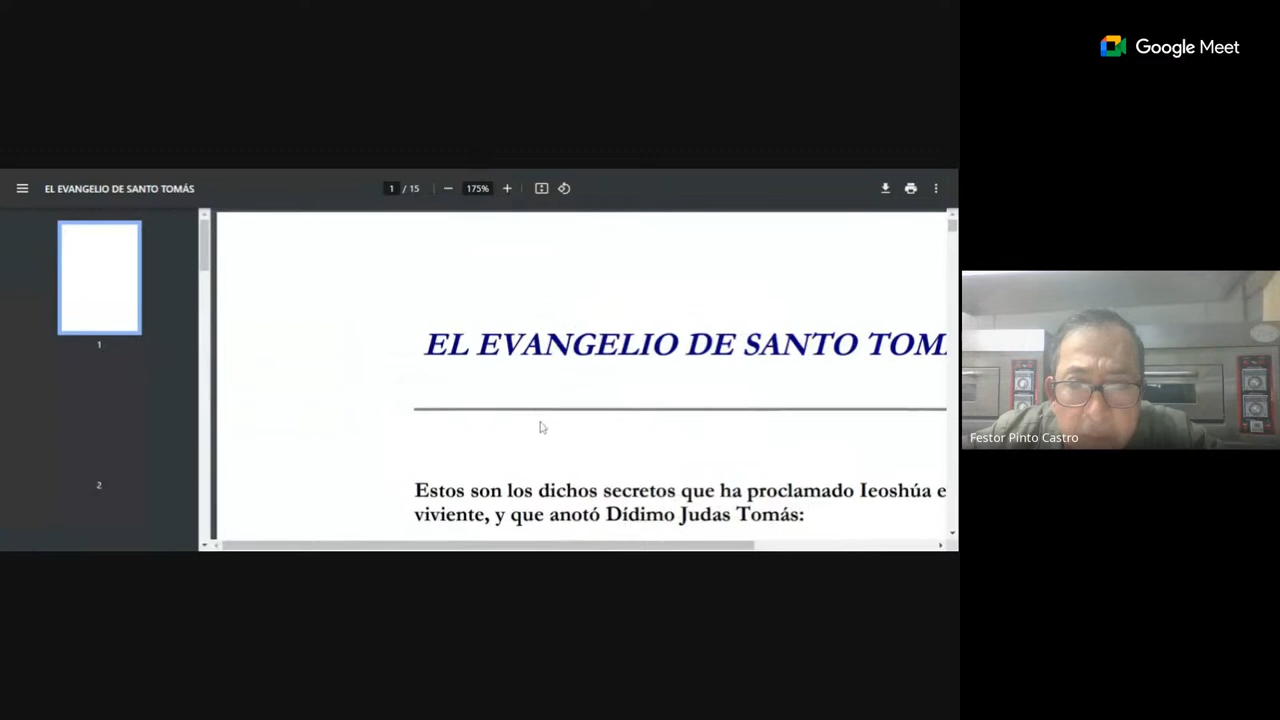 Google Meet
EL EVANGELIO DE SANTO TOMÁS
1 / 15
175%
EL EVANGELIO DE SANTO TOM
1
Estos son los dichos secretos que ha proclamado Ieoshúa e
viviente, y que anotó Dídimo Judas Tomás:
2
Festor Pinto Castro